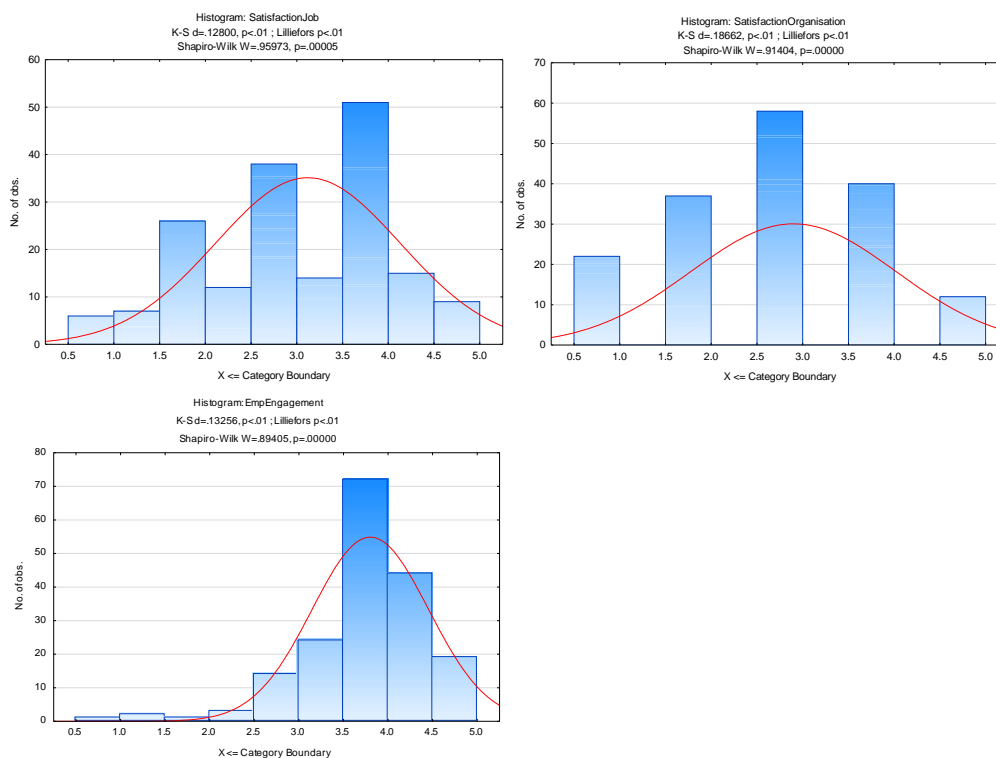 Histogram: SatisfactionJob
K-S d=.12800, p<.01 ; Lilliefors p<.01
Shapiro-Wilk W=.95973, p=.00005
60
50
40
30
20
10
0
No. of obs.
0.5 1.0 1.5 2.0 2.5 3.0 3.5 4.0 4.5 5.0
X <= Category Boundary
Histogram: SatisfactionOrganisation
K-S d=.18662, p<.01 ; Lilliefors p<.01
Shapiro-Wilk W=.91404, p=.00000
70
60
50
40
30
20
10
0
No. of obs.
0.5 1.0 1.5 2.0 2.5 3.0 3.5 4.0 4.5 5.0
X <= Category Boundary
Histogram:EmpEngagement
K-S d=.13256, p<.01 ; Lilliefors p<.01
Shapiro-Wilk W=.89405, p=.00000
80
70
60
50
40
30
20
10
0
No. of obs.
0.5 1.0 1.5 2.0 2.5 3.0 3.5 4.0 4.5 5.0
X <= Category Boundary